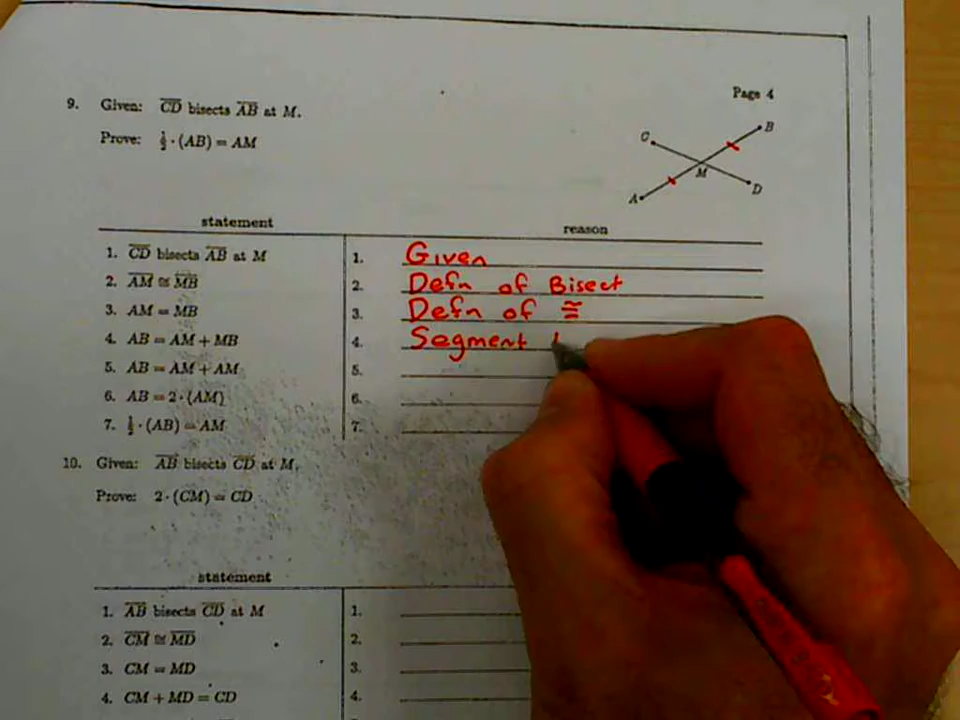 Page 4
9. Given: CD bisects AB at M.
Prove: ½ · (AB) = AM
C
B
M
D
A
statement
reason
1. CD bisects AB at M
1. Given
2. AM ≅ MB
2. Defn of Bisect
3. AM = MB
3. Defn of ≅
4. AB = AM + MB
4. Segment
5. AB = AM + AM
5.
6. AB = 2 · (AM)
6.
7. ½ · (AB) = AM
7.
10. Given: AB bisects CD at M.
Prove: 2 · (CM) = CD
statement
1. AB bisects CD at M
1.
2. CM ≅ MD
2.
3. CM = MD
3.
4. CM + MD = CD
4.